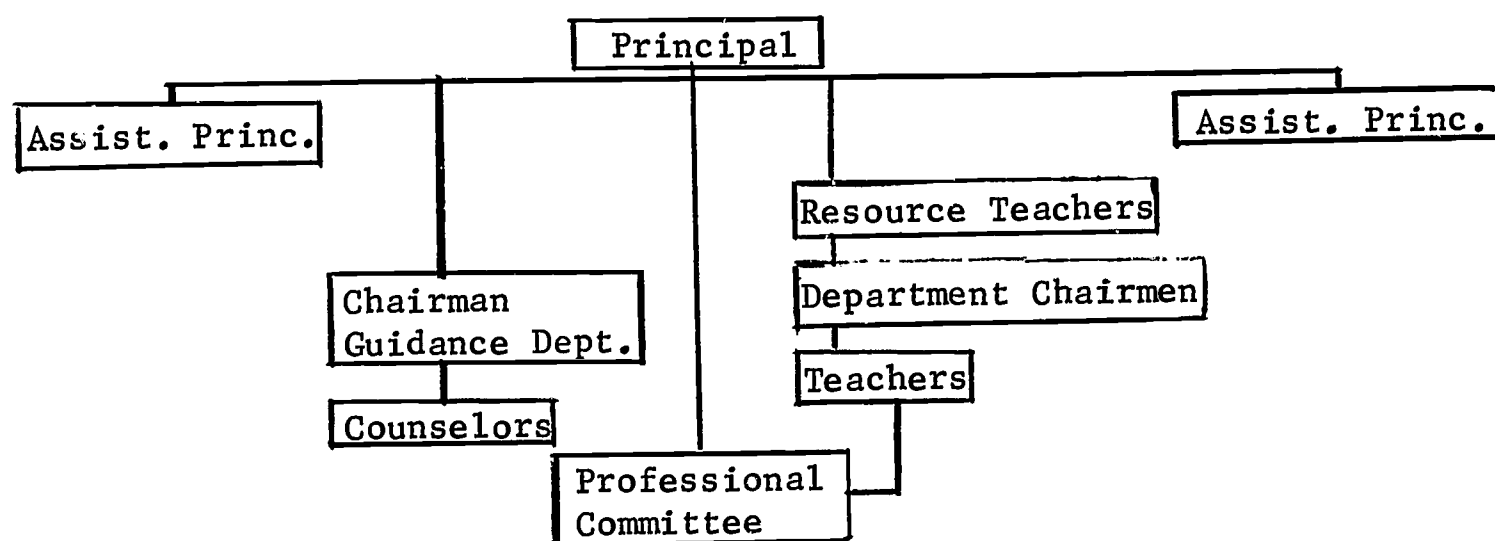 Principal
Assist. Princ.
Assist. Princ.
Resource Teachers
Chairman
Guidance Dept.
Department Chairmen
Teachers
Counselors
Professional
Committee